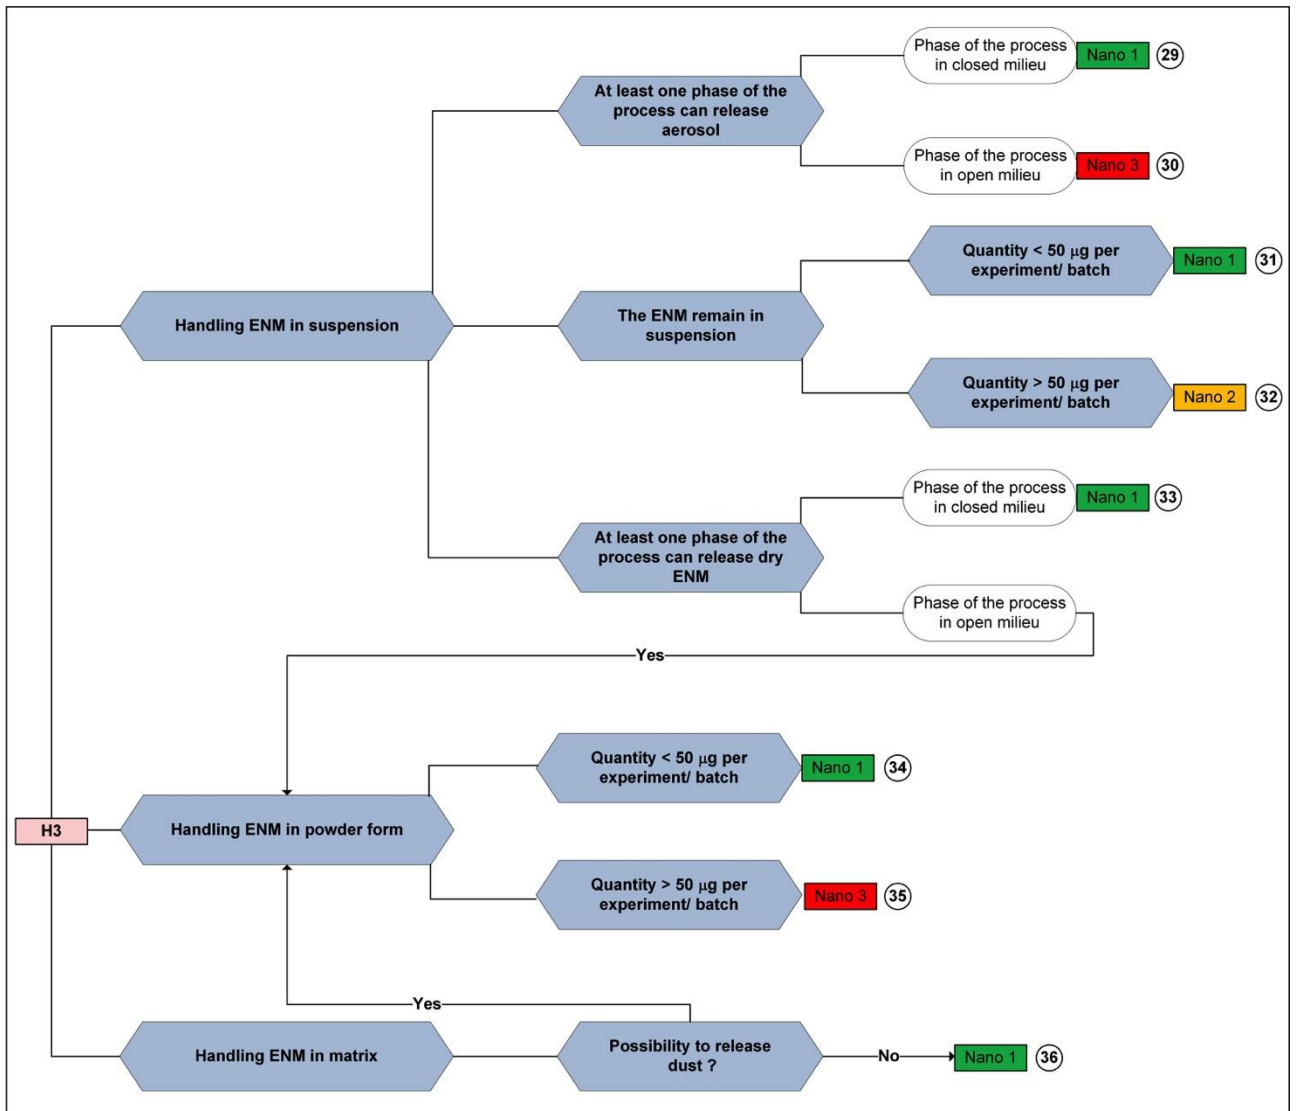 Phase of the process
in closed milieu
Nano 1
29
At least one phase of the
process can release
aerosol
Phase of the process
in open milieu
Nano 3
30
Quantity < 50 μg per
experiment/ batch
Nano 1
31
Handling ENM in suspension
The ENM remain in
suspension
Quantity > 50 μg per
experiment/ batch
Nano 2
32
Phase of the process
in closed milieu
Nano 1
33
At least one phase of the
process can release dry
ENM
Phase of the process
in open milieu
Yes
Quantity < 50 μg per
experiment/ batch
Nano 1
34
H3
Handling ENM in powder form
Quantity > 50 μg per
experiment/ batch
Nano 3
35
Yes
Handling ENM in matrix
Possibility to release
dust ?
No
Nano 1
36